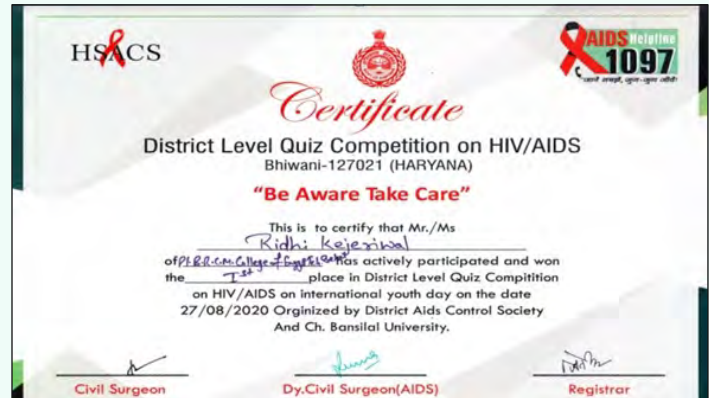 HSACS
AIDS Helpline
1097
Certificate
District Level Quiz Competition on HIV/AIDS
Bhiwani-127021 (HARYANA)
“Be Aware Take Care”
This is to certify that Mr./Ms
Ridhi Kejeriwal
of has actively participated and won
the Ist place in District Level Quiz Compitition
on HIV/AIDS on international youth day on the date
27/08/2020 Orginized by District Aids Control Society
And Ch. Bansilal University.
Civil Surgeon Dy.Civil Surgeon(AIDS) Registrar